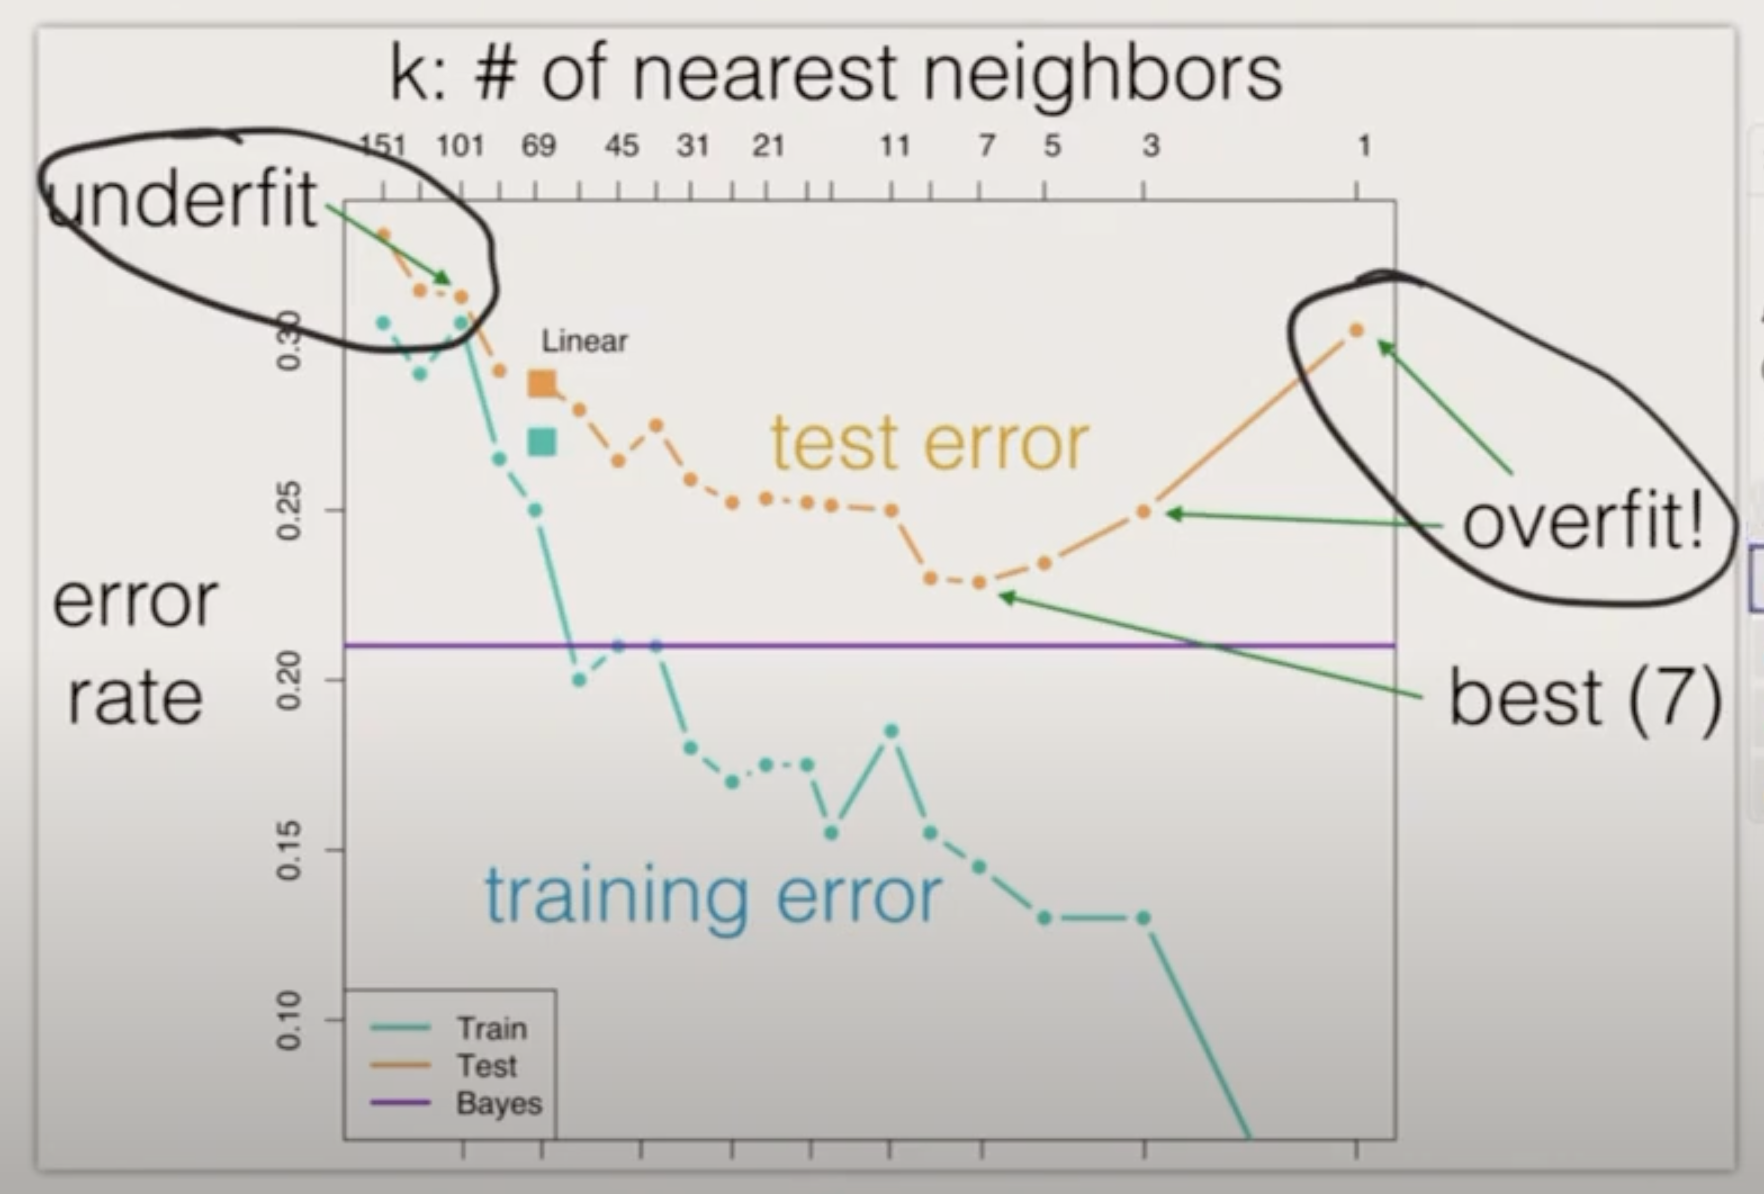 k: # of nearest neighbors
151 101 69 45 31 21 11 7 5 3 1
underfit
Linear
0.30
test error
0.25
overfit!
error
rate
0.20
best (7)
0.15
training error
0.10
Train
Test
Bayes